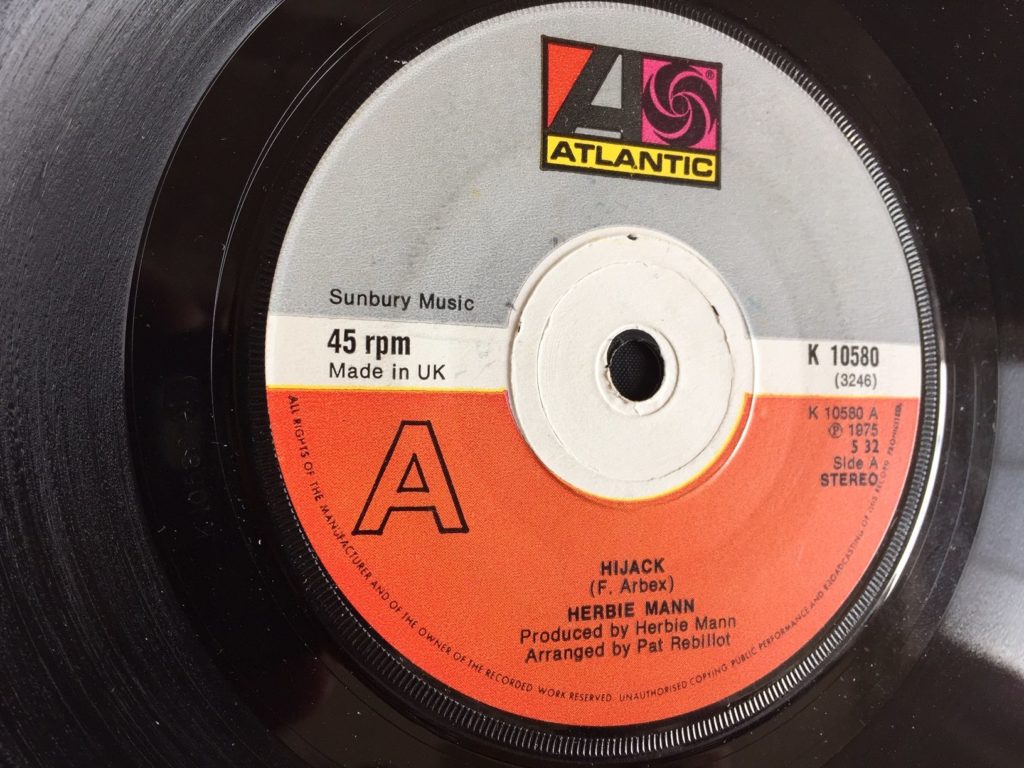 A
ATLANTIC
®
Sunbury Music
45 rpm
Made in UK
K 10580
(3246)
K 10580 A
℗ 1975
S 32
Side A
STEREO
A
HIJACK
(F. Arbex)
HERBIE MANN
Produced by Herbie Mann
Arranged by Pat Rebillot
ALL RIGHTS OF THE MANUFACTURER AND OF THE OWNER OF THE RECORDED WORK RESERVED. UNAUTHORISED COPYING PUBLIC PERFORMANCE AND BROADCASTING OF THIS RECORD PROHIBITED.